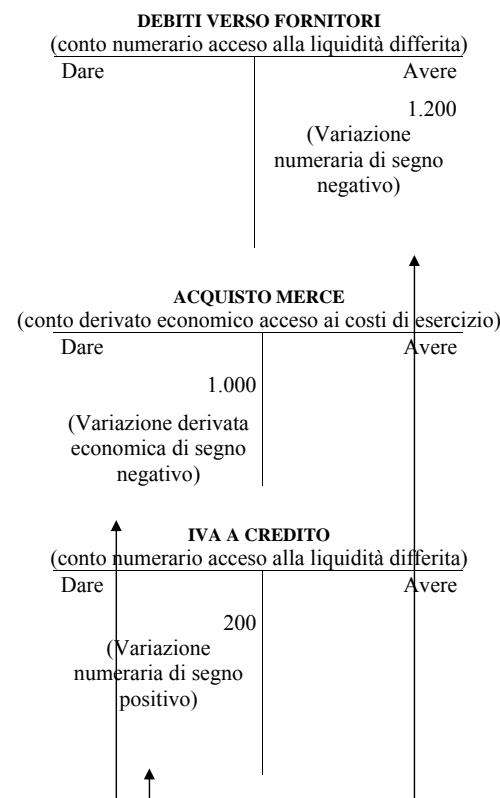 DEBITI VERSO FORNITORI
(conto numerario acceso alla liquidità differita)
Dare Avere
1.200
(Variazione
numeraria di segno
negativo)
ACQUISTO MERCE
(conto derivato economico acceso ai costi di esercizio)
Dare Avere
1.000
(Variazione derivata
economica di segno
negativo)
IVA A CREDITO
(conto numerario acceso alla liquidità differita)
Dare Avere
200
(Variazione
numeraria di segno
positivo)